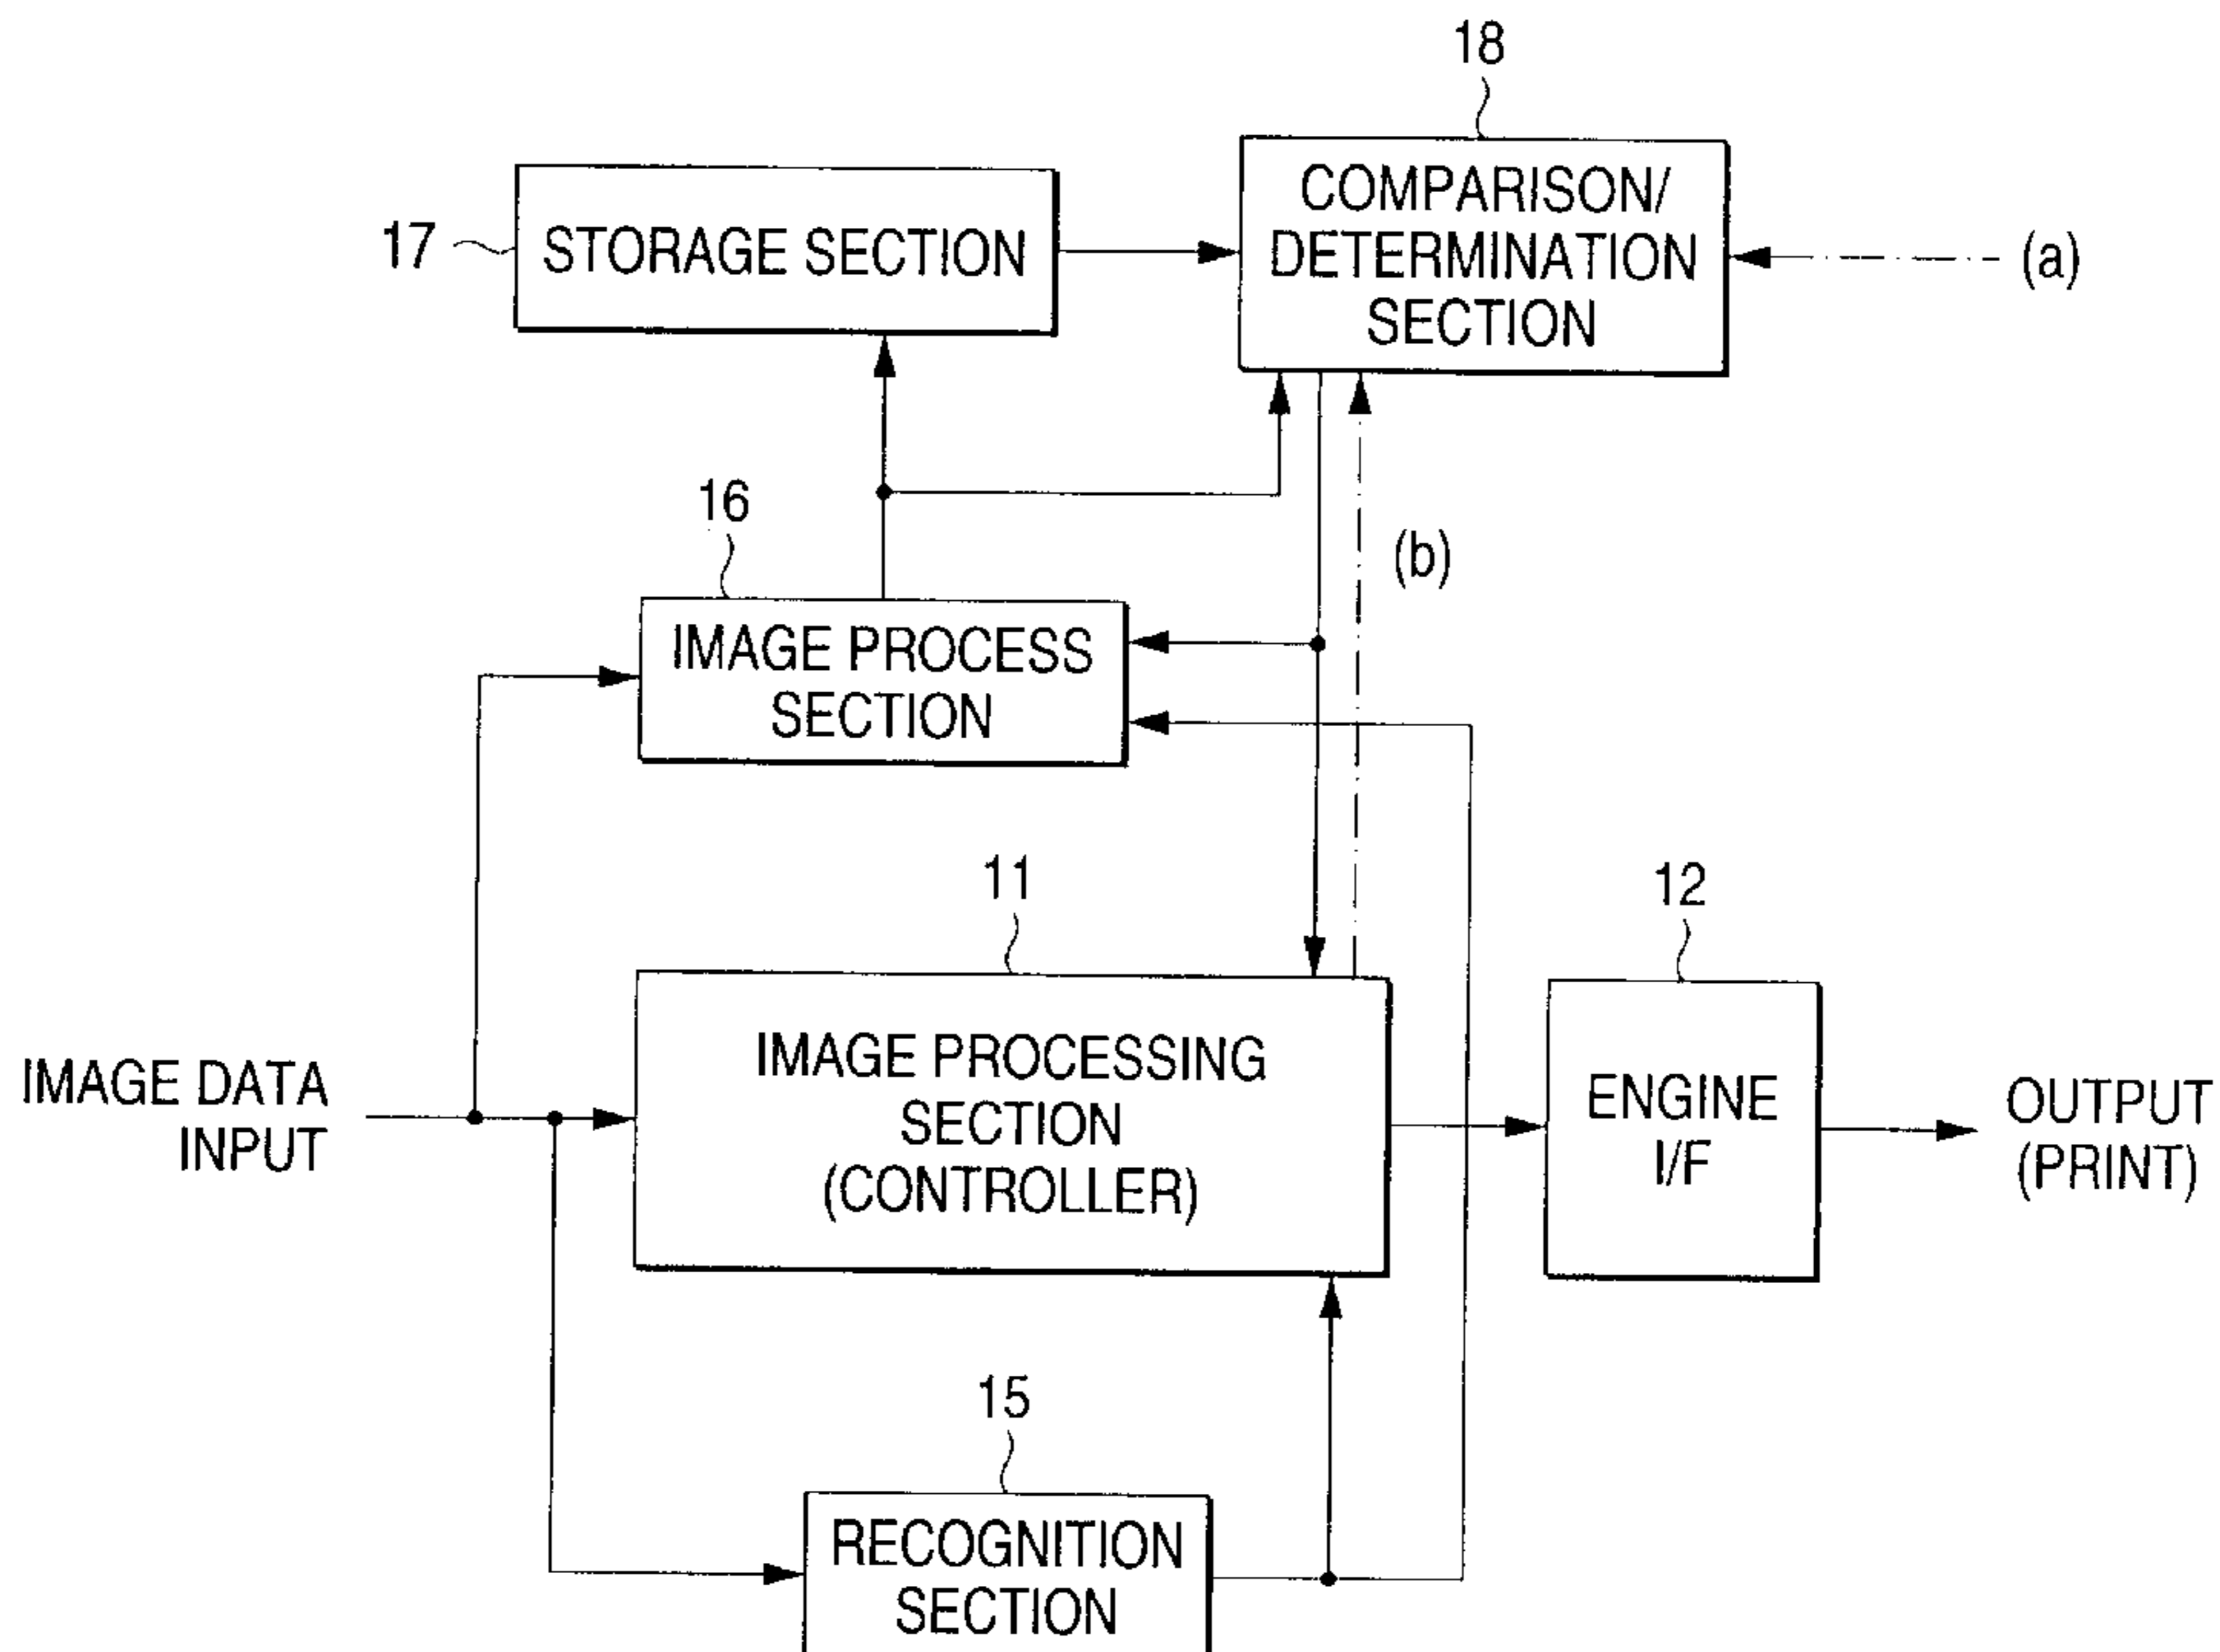 18
COMPARISON/
DETERMINATION
SECTION
17
STORAGE SECTION
(a)
16
IMAGE PROCESS
SECTION
(b)
11
12
IMAGE DATA
INPUT
IMAGE PROCESSING
SECTION
(CONTROLLER)
ENGINE
I/F
OUTPUT
(PRINT)
15
RECOGNITION
SECTION